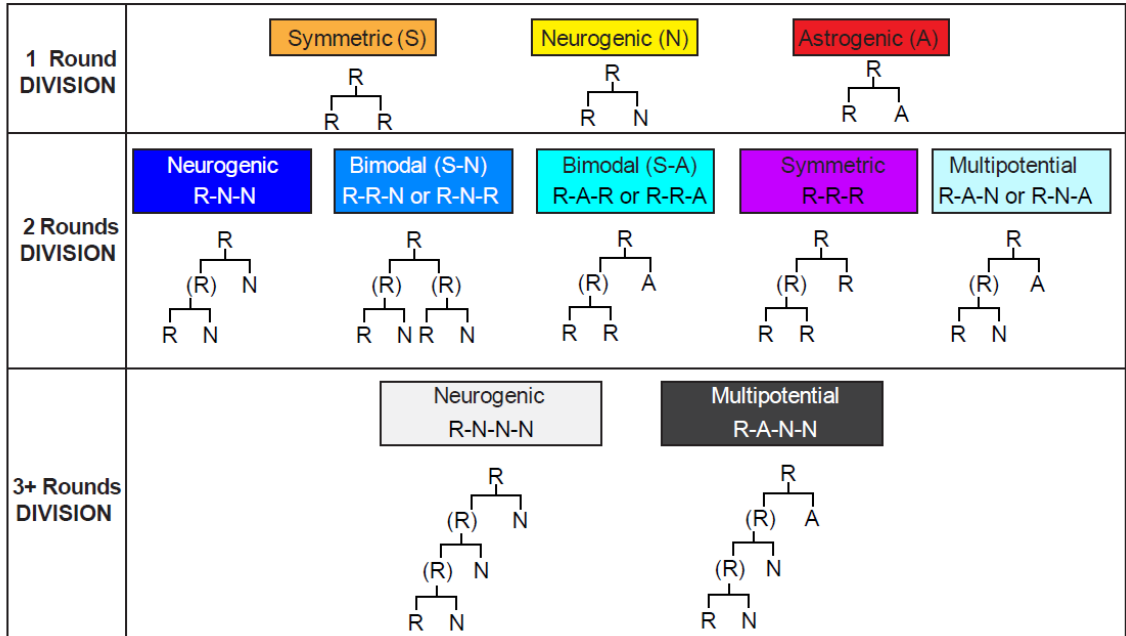 1 Round
DIVISION
Symmetric (S)
Neurogenic (N)
Astrogenic (A)
R
R R
R
R N
R
R A
2 Rounds
DIVISION
Neurogenic
R-N-N
Bimodal (S-N)
R-R-N or R-N-R
Bimodal (S-A)
R-A-R or R-R-A
Symmetric
R-R-R
Multipotential
R-A-N or R-N-A
R
(R) N
R N
R
(R) (R)
R N R N
R
(R) A
R R
R
(R) R
R R
R
(R) A
R N
3+ Rounds
DIVISION
Neurogenic
R-N-N-N
Multipotential
R-A-N-N
R
(R) N
(R) N
R N
R
(R) A
(R) N
R N